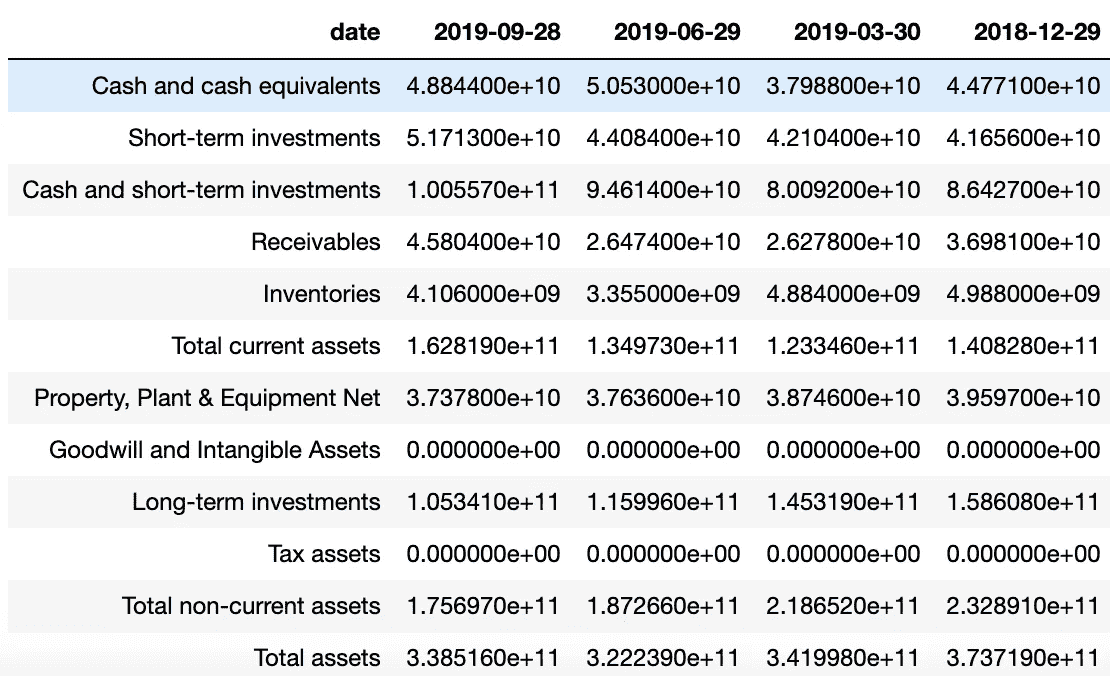 date 2019-09-28 2019-06-29 2019-03-30 2018-12-29
Cash and cash equivalents 4.884400e+10 5.053000e+10 3.798800e+10 4.477100e+10
Short-term investments 5.171300e+10 4.408400e+10 4.210400e+10 4.165600e+10
Cash and short-term investments 1.005570e+11 9.461400e+10 8.009200e+10 8.642700e+10
Receivables 4.580400e+10 2.647400e+10 2.627800e+10 3.698100e+10
Inventories 4.106000e+09 3.355000e+09 4.884000e+09 4.988000e+09
Total current assets 1.628190e+11 1.349730e+11 1.233460e+11 1.408280e+11
Property, Plant & Equipment Net 3.737800e+10 3.763600e+10 3.874600e+10 3.959700e+10
Goodwill and Intangible Assets 0.000000e+00 0.000000e+00 0.000000e+00 0.000000e+00
Long-term investments 1.053410e+11 1.159960e+11 1.453190e+11 1.586080e+11
Tax assets 0.000000e+00 0.000000e+00 0.000000e+00 0.000000e+00
Total non-current assets 1.756970e+11 1.872660e+11 2.186520e+11 2.328910e+11
Total assets 3.385160e+11 3.222390e+11 3.419980e+11 3.737190e+11